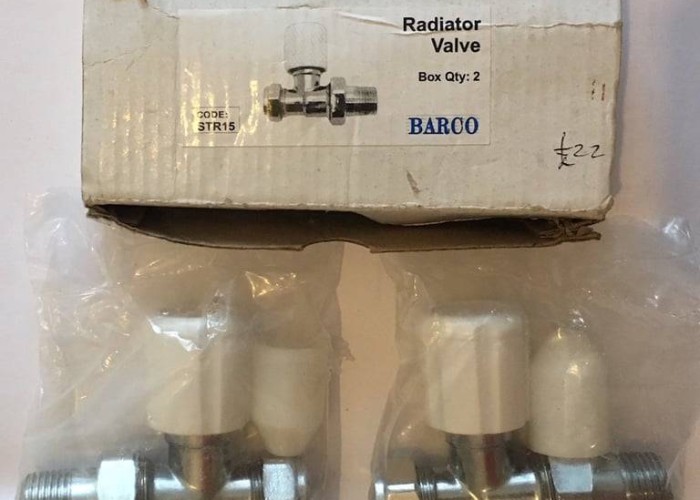 Radiator
Valve
Box Qty: 2
CODE:
STR15
BARCO
£22